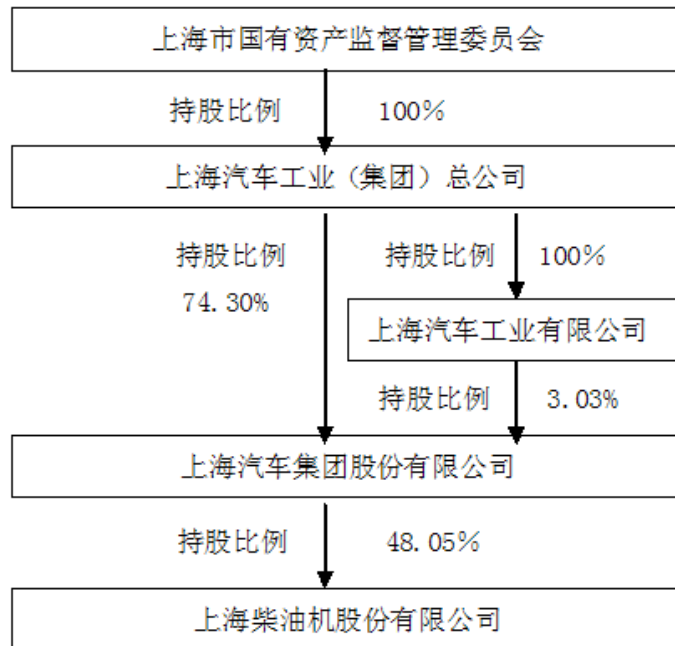 上海市国有资产监督管理委员会
持股比例 100%
上海汽车工业（集团）总公司
持股比例 持股比例 100%
74.30%
上海汽车工业有限公司
持股比例 3.03%
上海汽车集团股份有限公司
持股比例 48.05%
上海柴油机股份有限公司